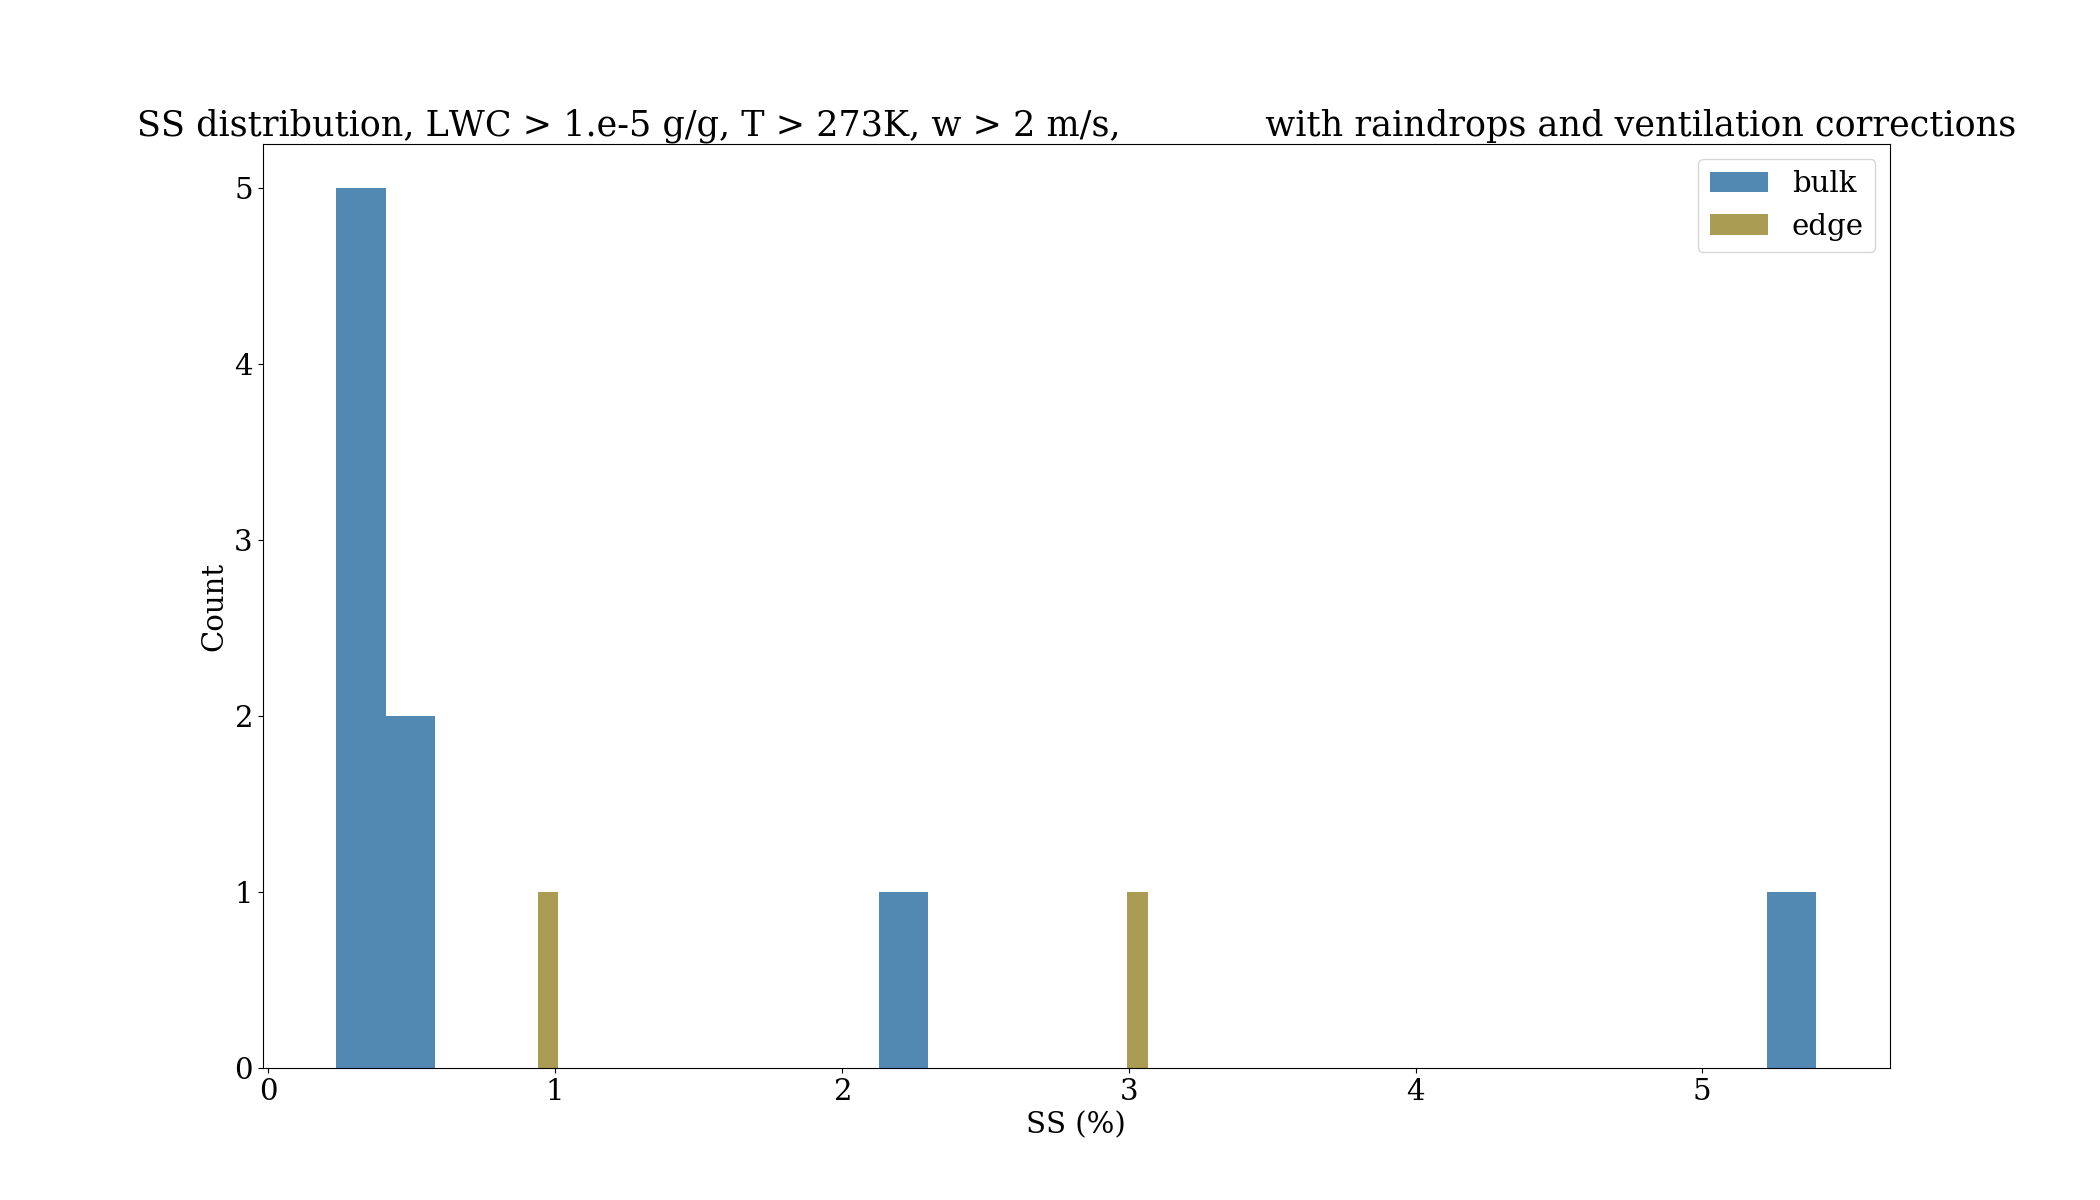 SS distribution, LWC > 1.e-5 g/g, T > 273K, w > 2 m/s, with raindrops and ventilation corrections
bulk
edge
5
4
3
2
1
0
Count
0 1 2 3 4 5
SS (%)